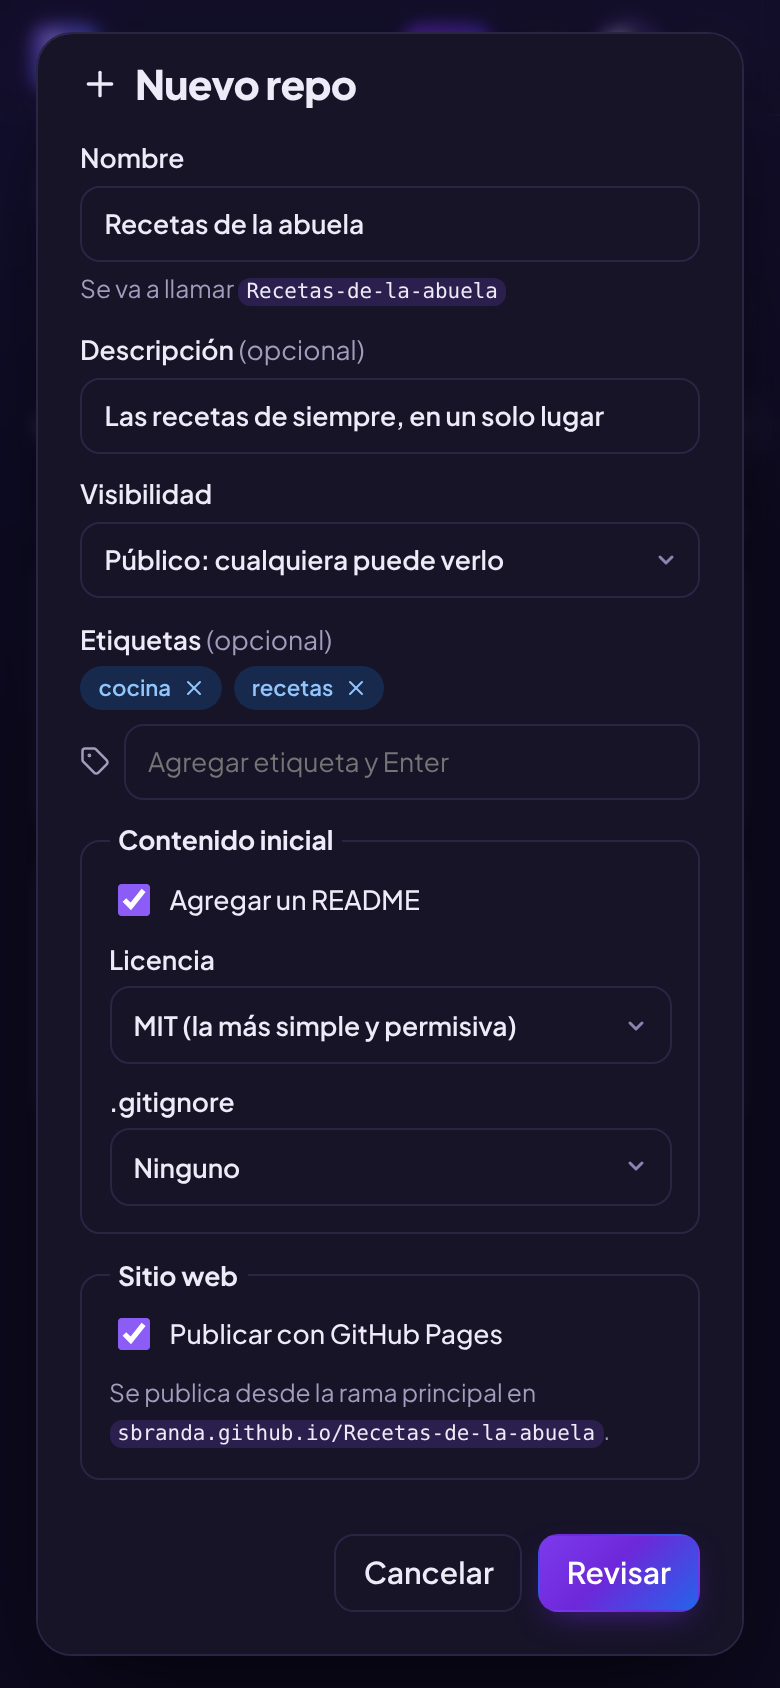 Nuevo repo
Nombre
Recetas de la abuela
Se va a llamar Recetas-de-la-abuela
Descripción (opcional)
Las recetas de siempre, en un solo lugar
Visibilidad
Público: cualquiera puede verlo
Etiquetas (opcional)
cocina recetas
Agregar etiqueta y Enter
Contenido inicial
Agregar un README
Licencia
MIT (la más simple y permisiva)
.gitignore
Ninguno
Sitio web
Publicar con GitHub Pages
Se publica desde la rama principal en
sbranda.github.io/Recetas-de-la-abuela.
Cancelar Revisar